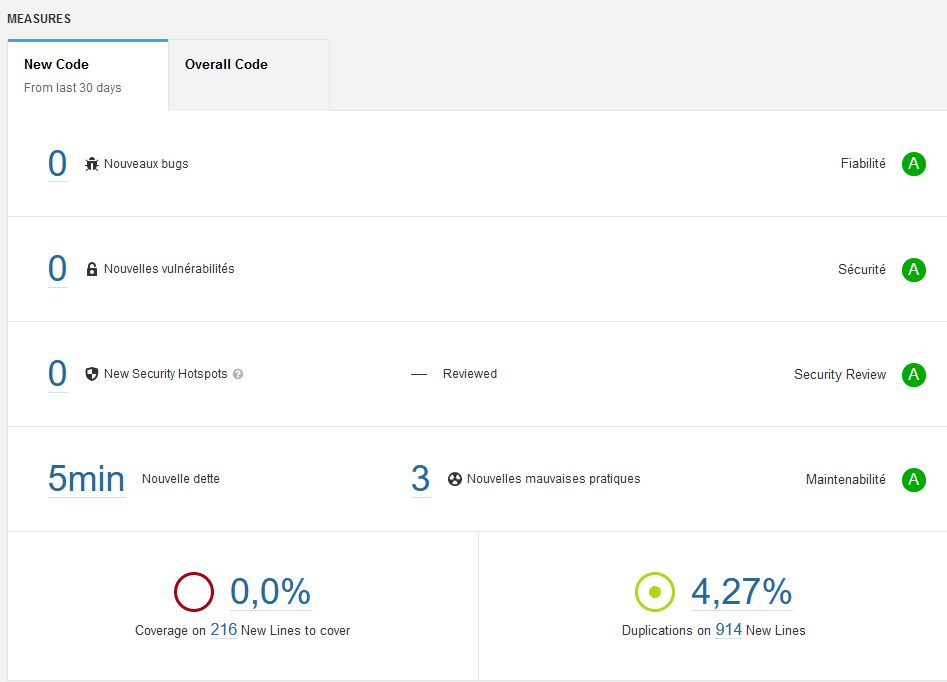 MEASURES
New Code
Overall Code
From last 30 days
0 Nouveaux bugs Fiabilité A
0 Nouvelles vulnérabilités Sécurité A
0 New Security Hotspots ? — Reviewed Security Review A
5min Nouvelle dette 3 Nouvelles mauvaises pratiques Maintenabilité A
0,0%
Coverage on 216 New Lines to cover
4,27%
Duplications on 914 New Lines